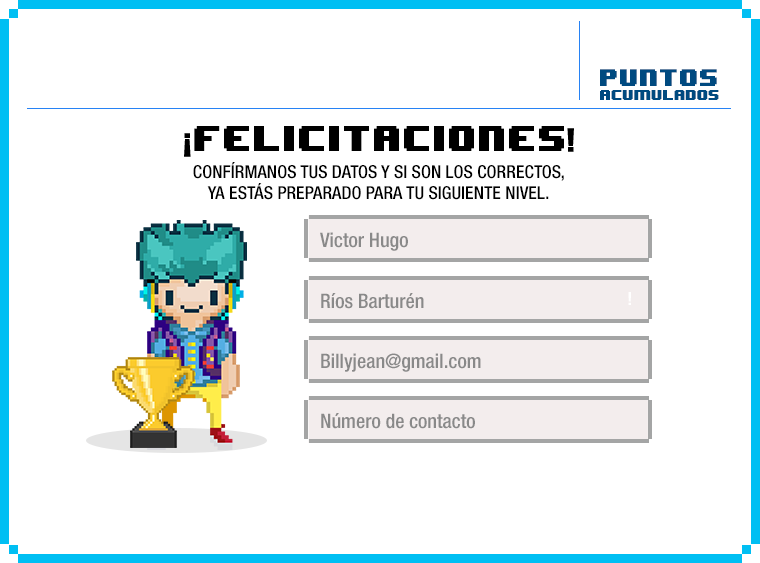 PUNTOS
ACUMULADOS
¡FELICITACIONES!
CONFÍRMANOS TUS DATOS Y SI SON LOS CORRECTOS,
YA ESTÁS PREPARADO PARA TU SIGUIENTE NIVEL.
Victor Hugo
Ríos Barturén !
Billyjean@gmail.com
Número de contacto